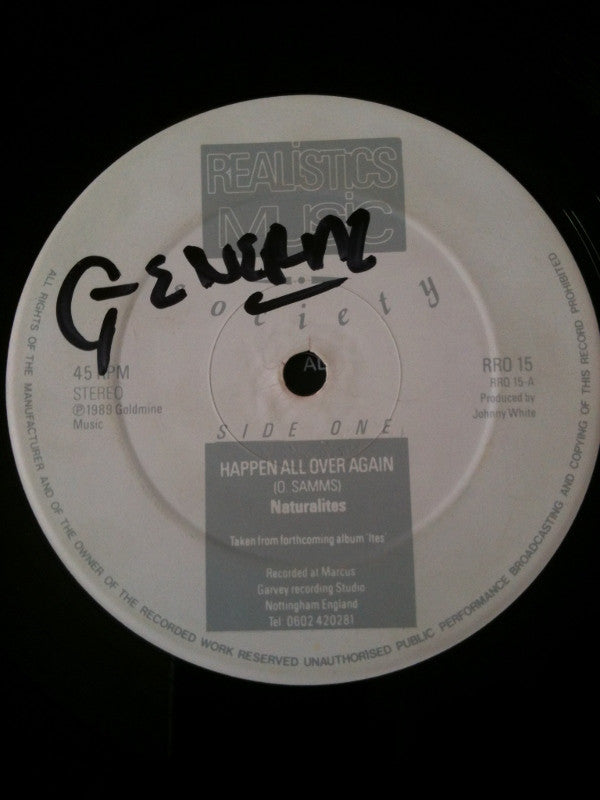 REALiSTiCS
MUSiC
GENERAL
society
45 RPM
STEREO
℗1989 Goldmine
Music
RRO 15
RRO 15-A
Produced by
Johnny White
SIDE ONE
HAPPEN ALL OVER AGAIN
(O. SAMMS)
Naturalites
Taken from forthcoming album 'Ites'
Recorded at Marcus
Garvey recording Studio
Nottingham England
Tel 0602 420281
ALL RIGHTS OF THE MANUFACTURER AND OF THE OWNER OF THE RECORDED WORK RESERVED UNAUTHORISED PUBLIC PERFORMANCE BROADCASTING AND COPYING OF THIS RECORD PROHIBITED